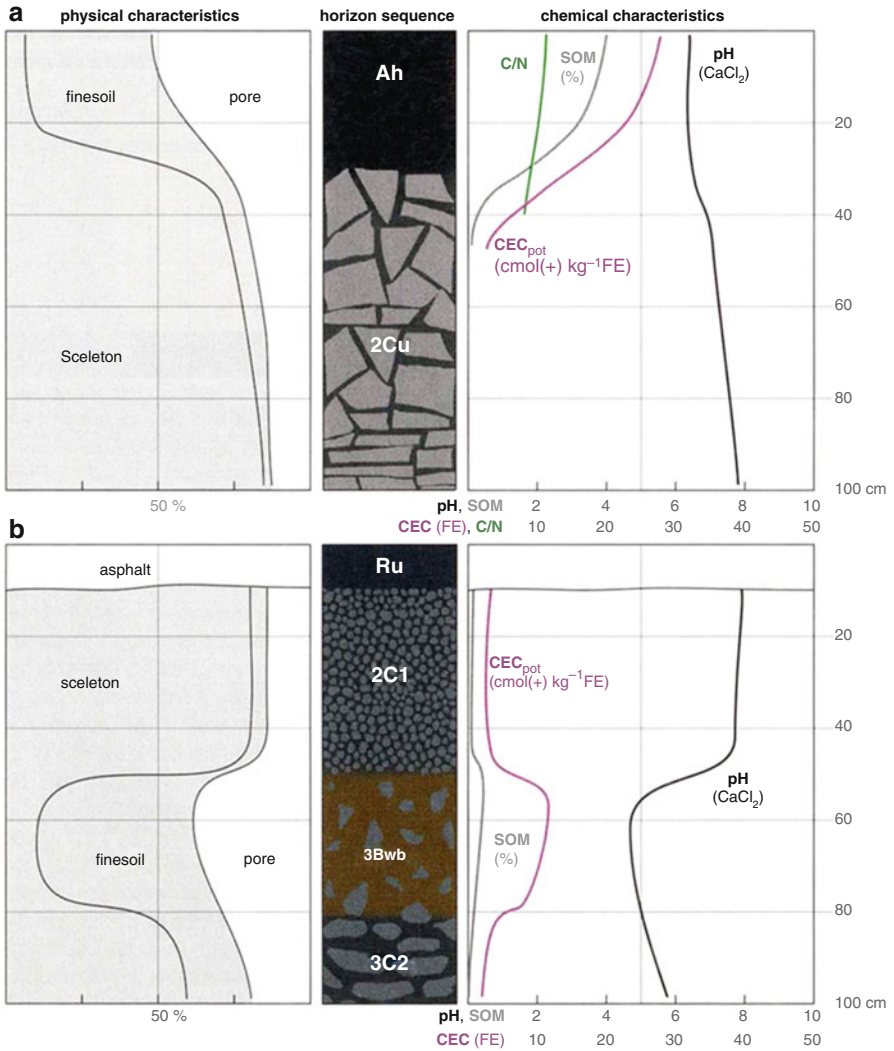 a
physical characteristics
horizon sequence
chemical characteristics
finesoil
pore
Sceleton
Ah
2Cu
C/N
SOM
(%)
pH
(CaCl₂)
CECpot
(cmol(+) kg⁻¹FE)
20
40
60
80
100 cm
50 %
pH, SOM 2 4 6 8 10
CEC (FE), C/N 10 20 30 40 50
b
asphalt
sceleton
finesoil
pore
Ru
2C1
3Bwb
3C2
CECpot
(cmol(+) kg⁻¹FE)
pH
(CaCl₂)
SOM
(%)
20
40
60
80
100 cm
50 %
pH, SOM 2 4 6 8 10
CEC (FE) 10 20 30 40 50